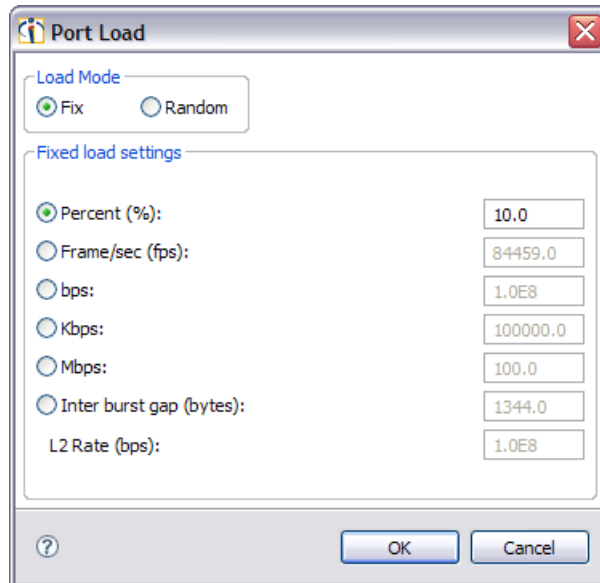 Port Load
Load Mode
Fix Random
Fixed load settings
Percent (%): 10.0
Frame/sec (fps): 84459.0
bps: 1.0E8
Kbps: 100000.0
Mbps: 100.0
Inter burst gap (bytes): 1344.0
L2 Rate (bps): 1.0E8
? OK Cancel